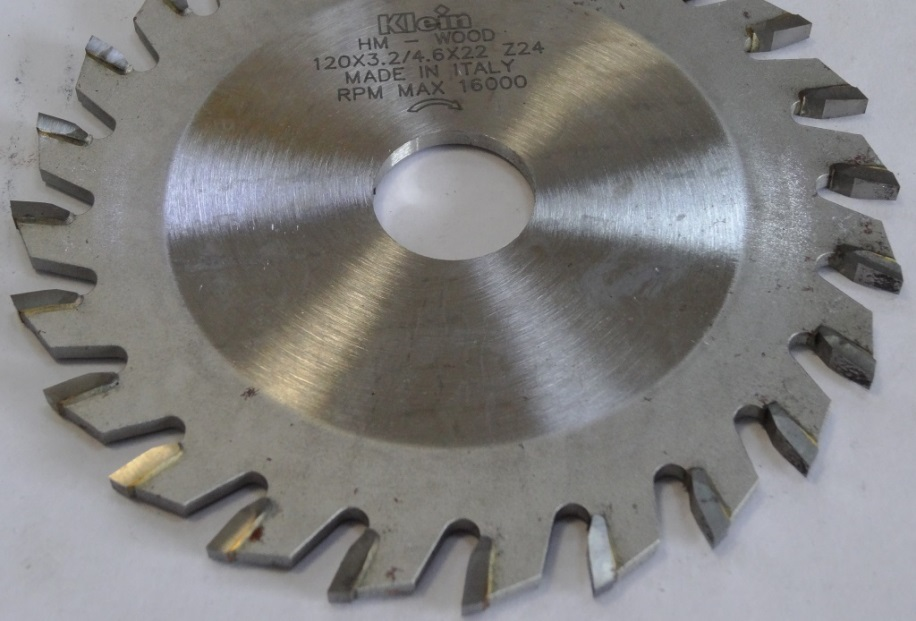 Klein
HM - WOOD
120X3.2/4.6X22 Z24
MADE IN ITALY
RPM MAX 16000